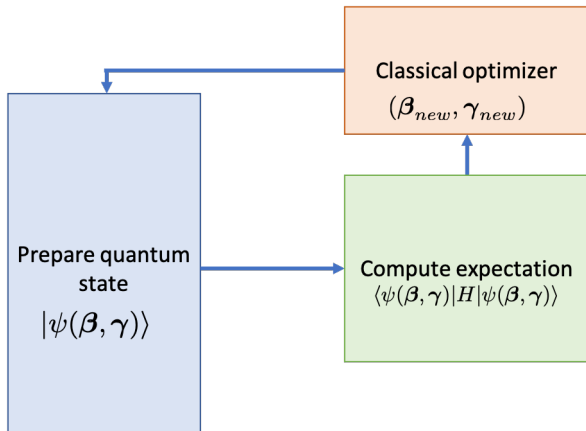 Classical optimizer
(β_new, γ_new)
Prepare quantum
state
|ψ(β, γ)⟩
Compute expectation
⟨ψ(β, γ)|H|ψ(β, γ)⟩